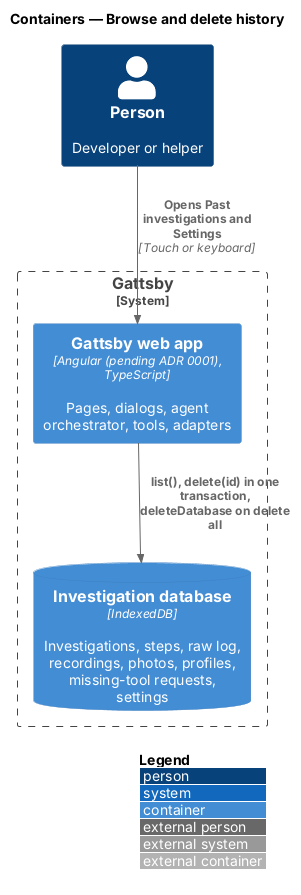 Containers — Browse and delete history
Person
Developer or helper
Opens Past
investigations and
Settings
[Touch or keyboard]
Gattsby
[System]
Gattsby web app
[Angular (pending ADR 0001),
TypeScript]
Pages, dialogs, agent
orchestrator, tools, adapters
list(), delete(id) in one
transaction,
deleteDatabase on delete
all
Investigation database
[IndexedDB]
Investigations, steps, raw log,
recordings, photos, profiles,
missing-tool requests,
settings
Legend
person
system
container
external person
external system
external container